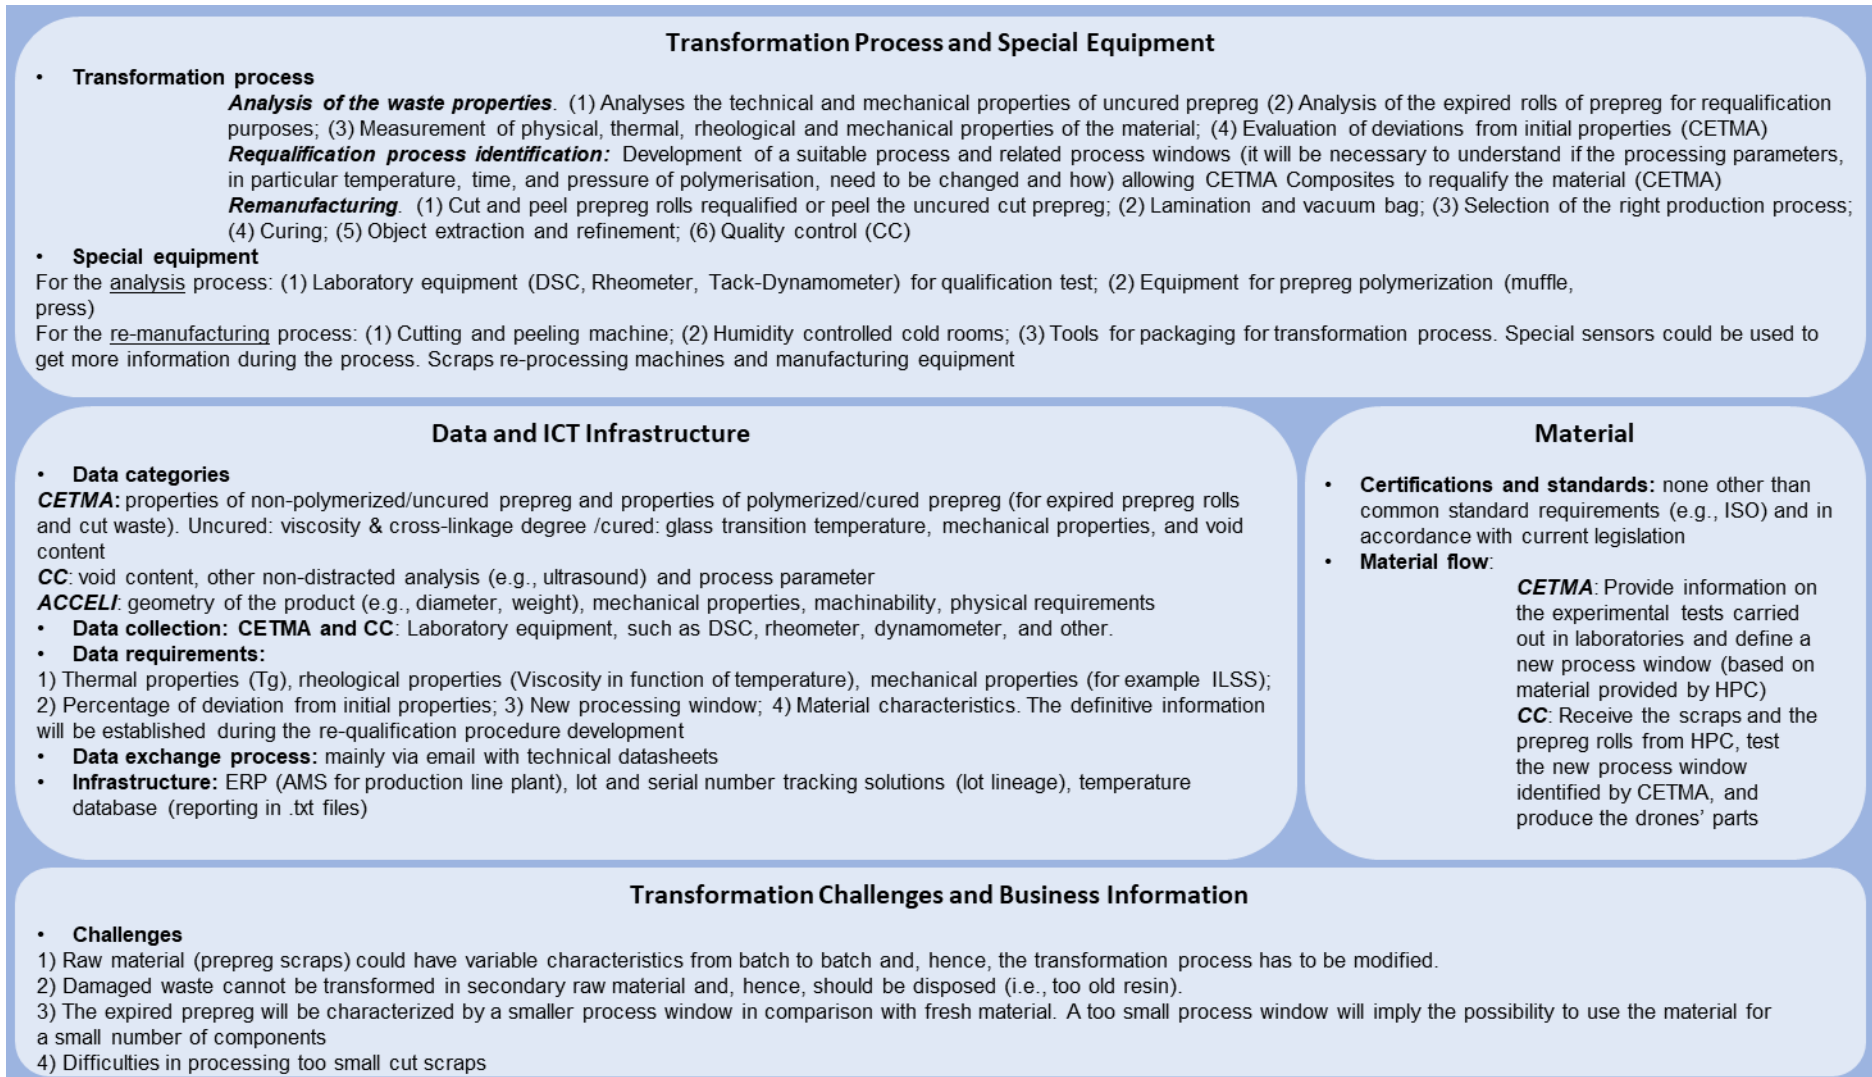 Transformation Process and Special Equipment
• Transformation process
Analysis of the waste properties. (1) Analyses the technical and mechanical properties of uncured prepreg (2) Analysis of the expired rolls of prepreg for requalification
purposes; (3) Measurement of physical, thermal, rheological and mechanical properties of the material; (4) Evaluation of deviations from initial properties (CETMA)
Requalification process identification: Development of a suitable process and related process windows (it will be necessary to understand if the processing parameters,
in particular temperature, time, and pressure of polymerisation, need to be changed and how) allowing CETMA Composites to requalify the material (CETMA)
Remanufacturing. (1) Cut and peel prepreg rolls requalified or peel the uncured cut prepreg; (2) Lamination and vacuum bag; (3) Selection of the right production process;
(4) Curing; (5) Object extraction and refinement; (6) Quality control (CC)
• Special equipment
For the analysis process: (1) Laboratory equipment (DSC, Rheometer, Tack-Dynamometer) for qualification test; (2) Equipment for prepreg polymerization (muffle,
press)
For the re-manufacturing process: (1) Cutting and peeling machine; (2) Humidity controlled cold rooms; (3) Tools for packaging for transformation process. Special sensors could be used to
get more information during the process. Scraps re-processing machines and manufacturing equipment
Data and ICT Infrastructure
• Data categories
CETMA: properties of non-polymerized/uncured prepreg and properties of polymerized/cured prepreg (for expired prepreg rolls
and cut waste). Uncured: viscosity & cross-linkage degree /cured: glass transition temperature, mechanical properties, and void
content
CC: void content, other non-distracted analysis (e.g., ultrasound) and process parameter
ACCELI: geometry of the product (e.g., diameter, weight), mechanical properties, machinability, physical requirements
• Data collection: CETMA and CC: Laboratory equipment, such as DSC, rheometer, dynamometer, and other.
• Data requirements:
1) Thermal properties (Tg), rheological properties (Viscosity in function of temperature), mechanical properties (for example ILSS);
2) Percentage of deviation from initial properties; 3) New processing window; 4) Material characteristics. The definitive information
will be established during the re-qualification procedure development
• Data exchange process: mainly via email with technical datasheets
• Infrastructure: ERP (AMS for production line plant), lot and serial number tracking solutions (lot lineage), temperature
database (reporting in .txt files)
Material
• Certifications and standards: none other than
common standard requirements (e.g., ISO) and in
accordance with current legislation
• Material flow:
CETMA: Provide information on
the experimental tests carried
out in laboratories and define a
new process window (based on
material provided by HPC)
CC: Receive the scraps and the
prepreg rolls from HPC, test
the new process window
identified by CETMA, and
produce the drones' parts
Transformation Challenges and Business Information
• Challenges
1) Raw material (prepreg scraps) could have variable characteristics from batch to batch and, hence, the transformation process has to be modified.
2) Damaged waste cannot be transformed in secondary raw material and, hence, should be disposed (i.e., too old resin).
3) The expired prepreg will be characterized by a smaller process window in comparison with fresh material. A too small process window will imply the possibility to use the material for
a small number of components
4) Difficulties in processing too small cut scraps